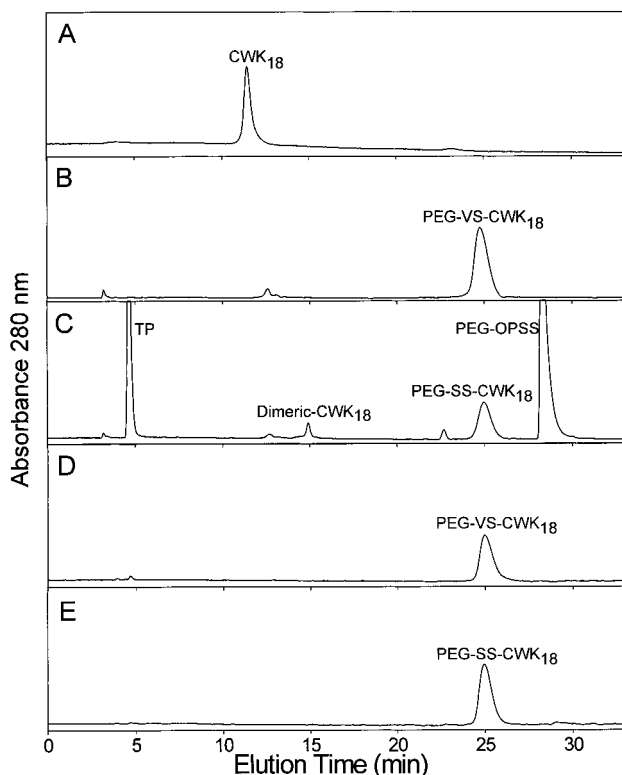 A
CWK18
B
PEG-VS-CWK18
C
TP
PEG-OPSS
PEG-SS-CWK18
Dimeric-CWK18
D
PEG-VS-CWK18
E
PEG-SS-CWK18
Absorbance 280 nm
0 5 10 15 20 25 30
Elution Time (min)